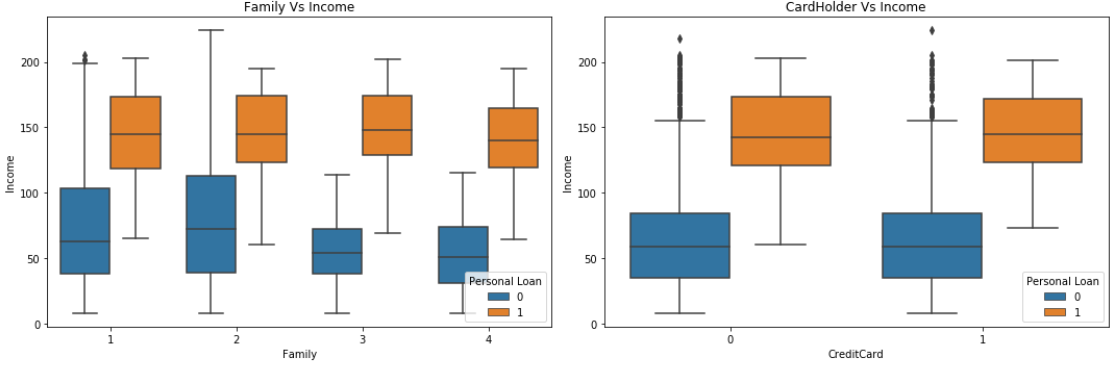 Family Vs Income
Income
200
150
100
50
0
1 2 3 4
Family
Personal Loan
0
1
CardHolder Vs Income
Income
200
150
100
50
0
0 1
CreditCard
Personal Loan
0
1